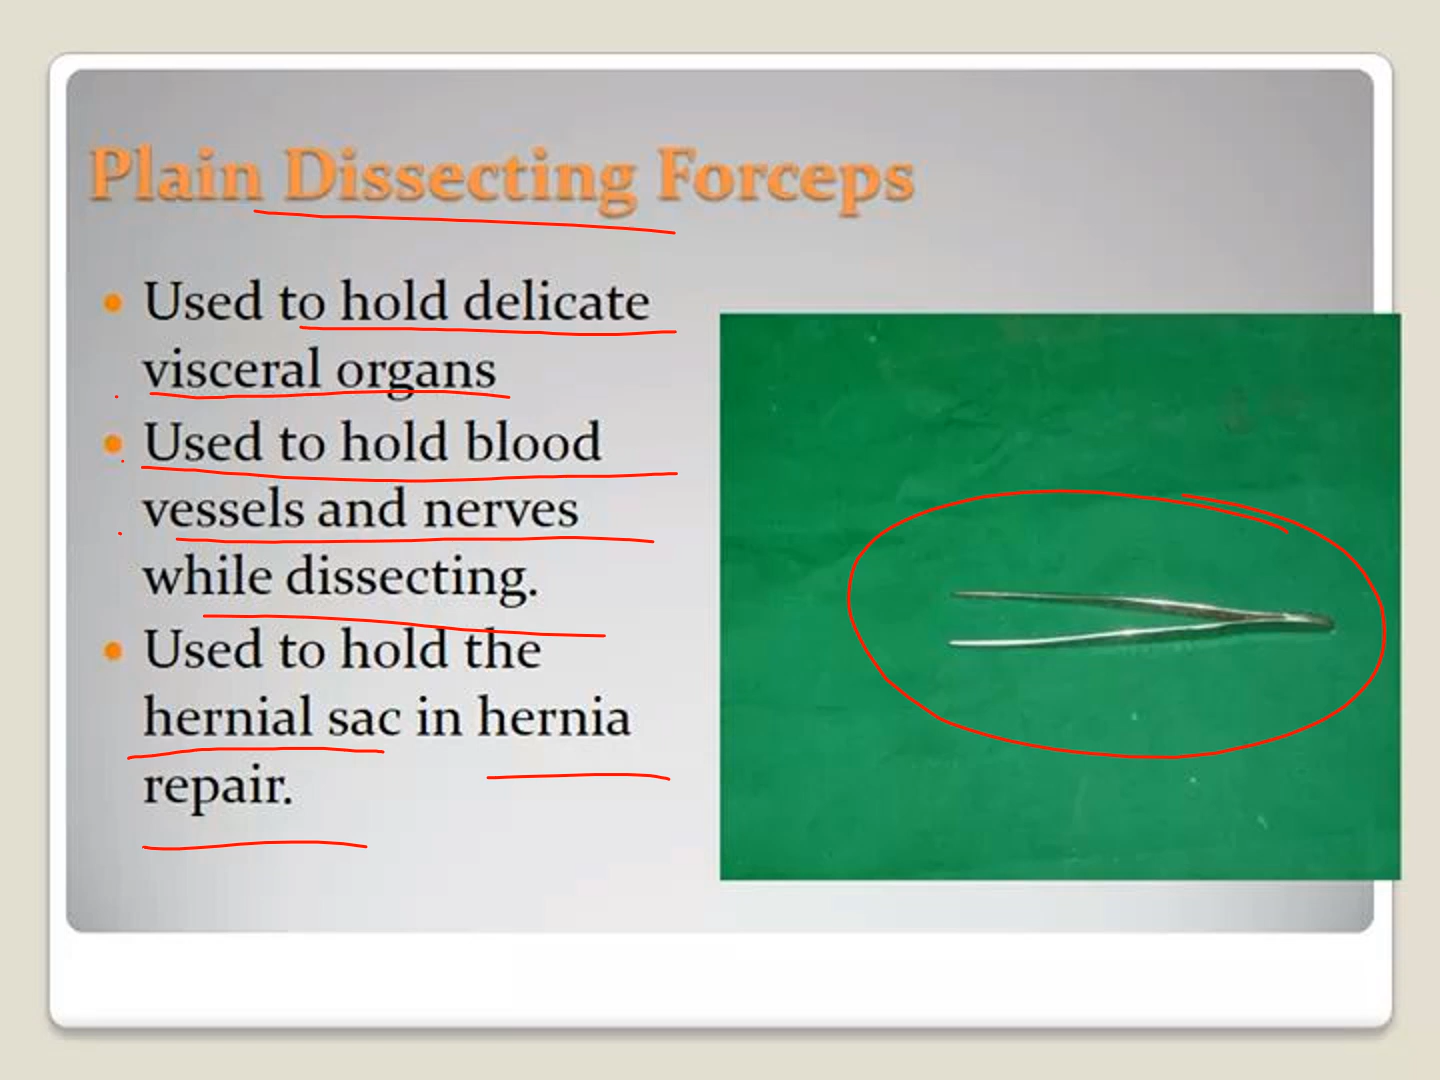 Plain Dissecting Forceps
• Used to hold delicate
visceral organs
• Used to hold blood
vessels and nerves
while dissecting.
• Used to hold the
hernial sac in hernia
repair.